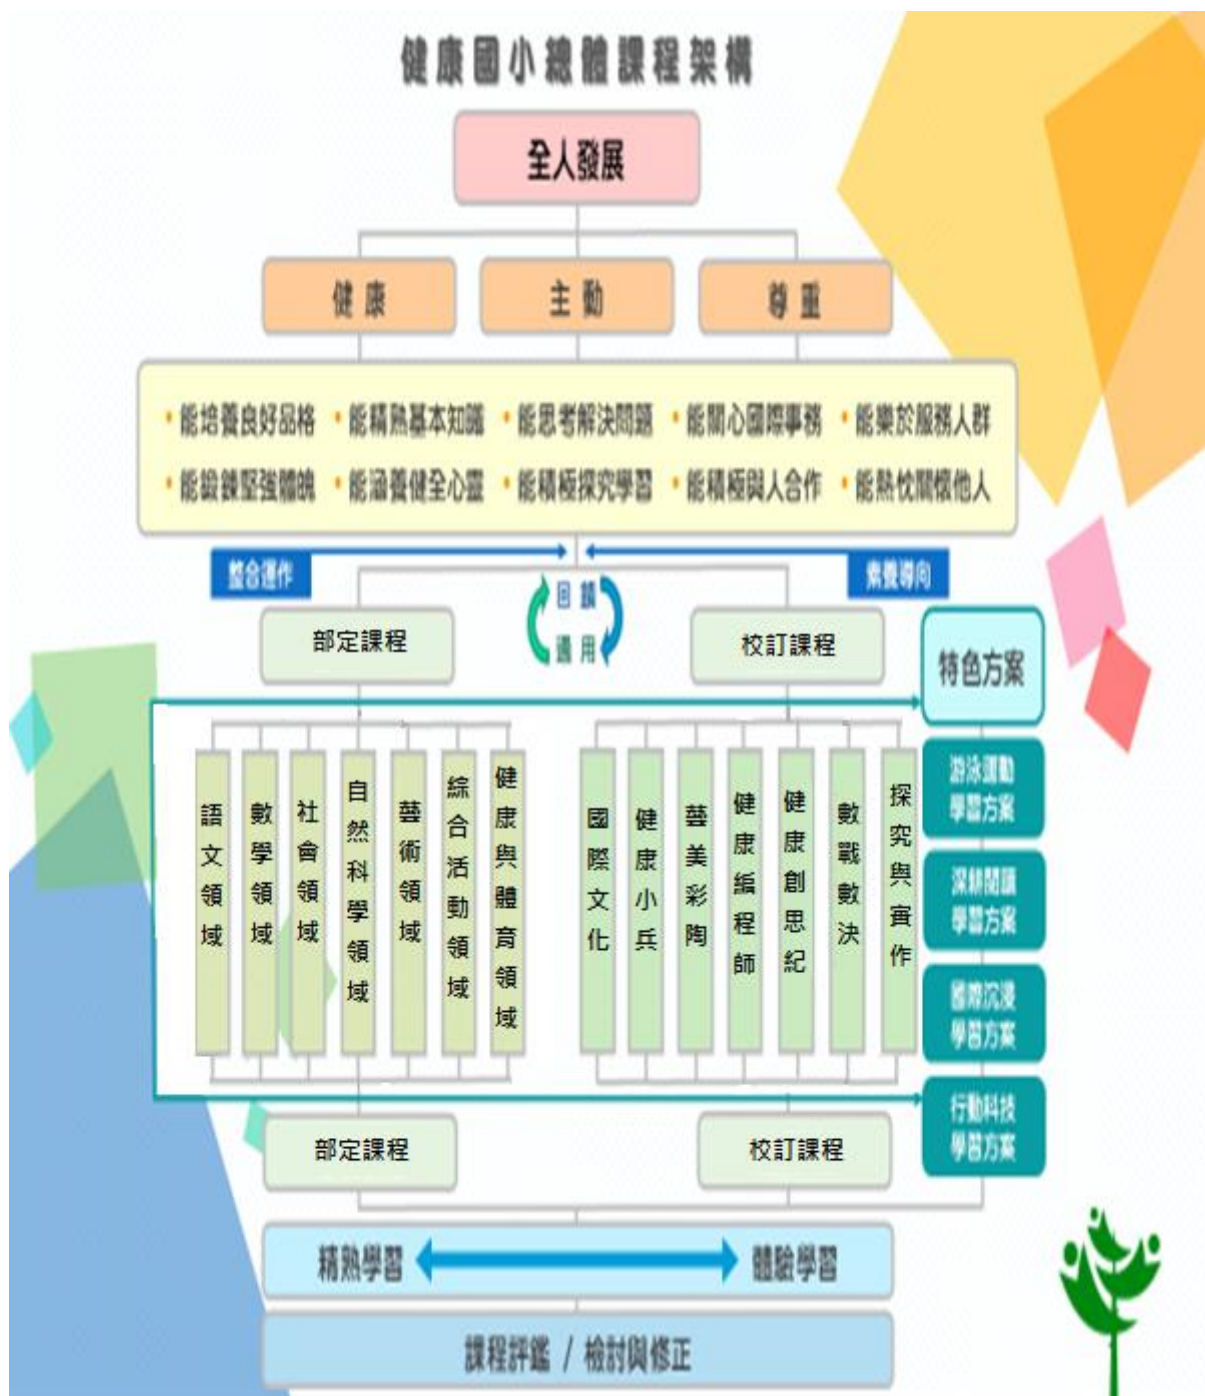 健康國小總體課程架構
全人發展
健康 主動 尊重
•能培養良好品格 •能精熟基本知識 •能思考解決問題 •能關心國際事務 •能樂於服務人群
•能鍛鍊堅強體魄 •能涵養健全心靈 •能積極探究學習 •能積極與人合作 •能熱忱關懷他人
整合運作
素養導向
回饋
適用
部定課程
校訂課程
特色方案
語文領域
數學領域
社會領域
自然科學領域
藝術領域
綜合活動領域
健康與體育領域
國際文化
健康小兵
藝美彩陶
健康編程師
健康創思紀
數戰數決
探究與實作
游泳運動
學習方案
深耕閱讀
學習方案
國際沉浸
學習方案
行動科技
學習方案
部定課程
校訂課程
精熟學習
體驗學習
課程評鑑 / 檢討與修正